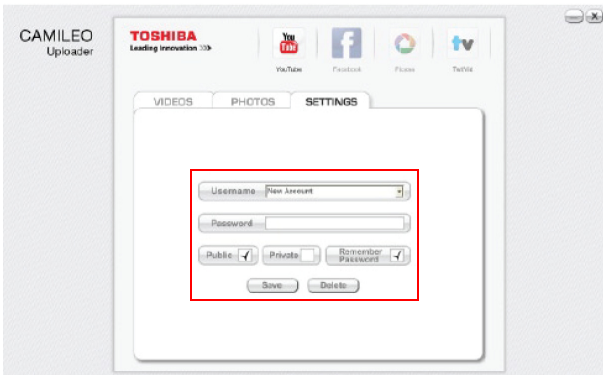 CAMILEO
Uploader
TOSHIBA
Leading Innovation >>>
You
Tube
f
tv
YouTube Facebook Picasa TwitVid
VIDEOS PHOTOS SETTINGS
Username New Account
Password
Public Private Remember
Password
Save Delete